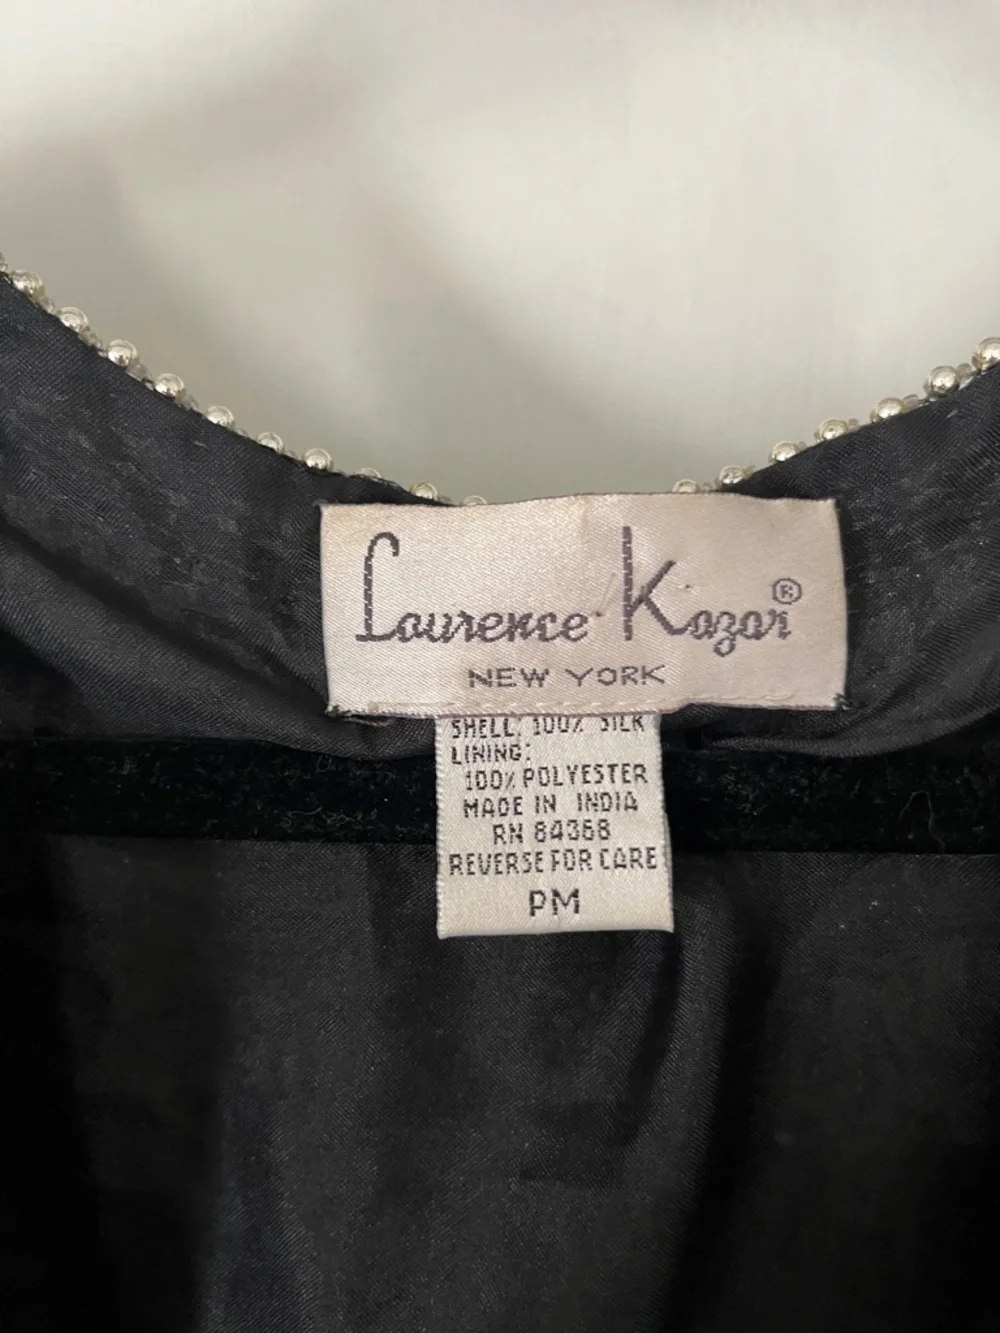 Laurence Kazar®
NEW YORK
SHELL: 100% SILK
LINING:
100% POLYESTER
MADE IN INDIA
RN 84368
REVERSE FOR CARE
PM